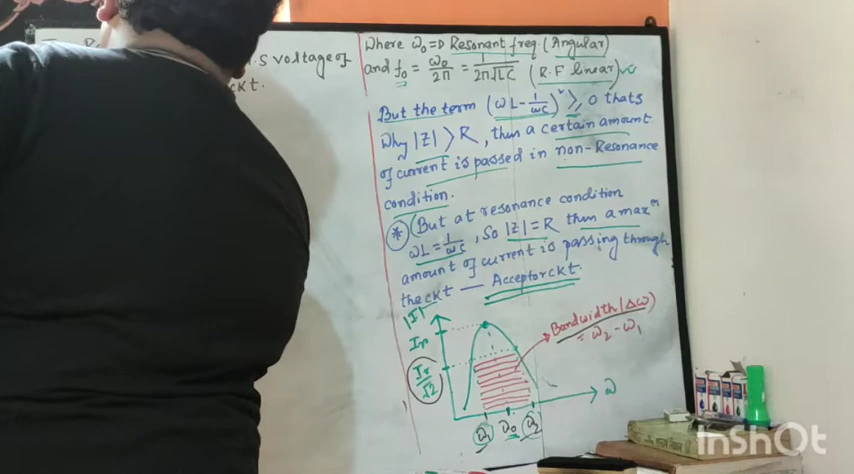 .S voltage of
ckt.
Where ω₀ => Resonant freq. (Angular)
and f₀ = ω₀/2π = 1/2π√LC (R.F linear) ✓
But the term (ωL - 1/ωC)² ≥ 0 thats
Why |Z| > R, thus a certain amount
of current is passed in non-Resonance
condition.
* (But at resonance condition
ωL = 1/ωC, So |Z| = R then a maxᵐ
amount of current is passing through
the ckt — Acceptor ckt.
|I|
Bandwidth (Δω)
= ω₂ - ω₁
Ir
Ir/√2
ω
ω₁ ω₀ ω₂
InShOt